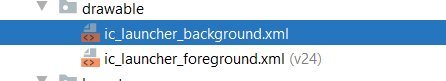 drawable
ic_launcher_background.xml
ic_launcher_foreground.xml (v24)